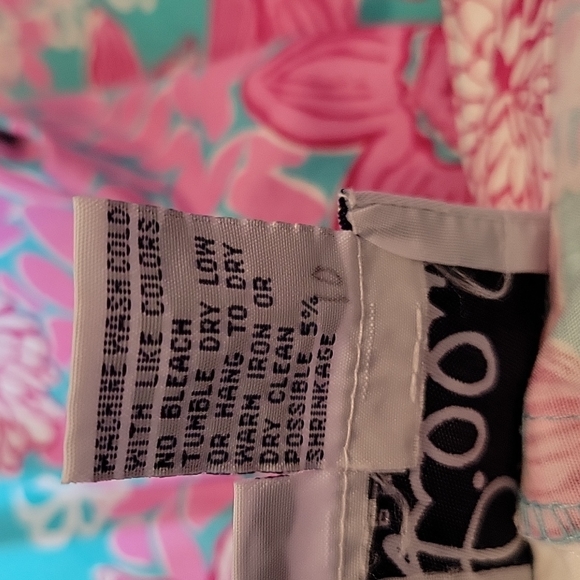 MACHINE WASH COLD
WITH LIKE COLORS
NO BLEACH
TUMBLE DRY LOW
OR HANG TO DRY
WARM IRON OR
DRY CLEAN
POSSIBLE 5%
SHRINKAGE
10